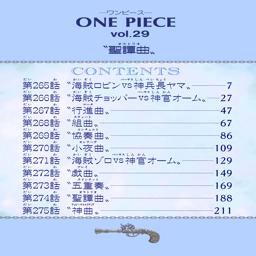 ーワンピースー
ONE PIECE
vol.29
〝聖譚曲〟
CONTENTS
第265話 〝海賊ロビンvs神兵長ヤマ〟 7
第266話 〝海賊チョッパーvs神官オーム〟 27
第267話 〝行進曲〟 47
第268話 〝組曲〟 67
第269話 〝協奏曲〟 86
第270話 〝小夜曲〟 109
第271話 〝海賊ゾロvs神官オーム〟 129
第272話 〝戯曲〟 149
第273話 〝五重奏〟 169
第274話 〝聖譚曲〟 188
第275話 〝神曲〟 211